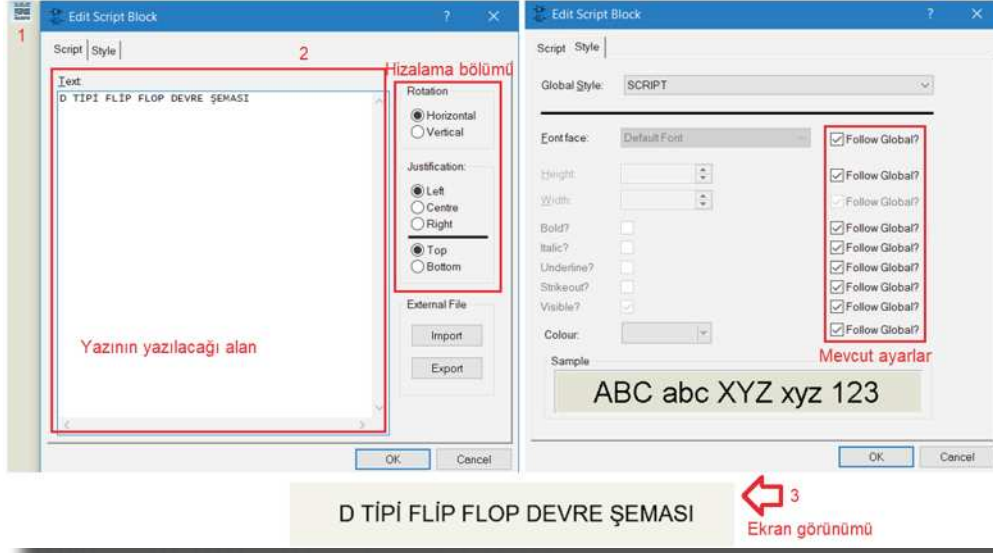 1
Edit Script Block
Script Style
2
Hizalama bölümü
Text
D TİPİ FLİP FLOP DEVRE ŞEMASI
Rotation
Horizontal
Vertical
Justification:
Left
Centre
Right
Top
Bottom
External File
Import
Export
Yazının yazılacağı alan
OK Cancel
Edit Script Block
Script Style
Global Style: SCRIPT
Font face: Default Font Follow Global?
Height: Follow Global?
Width: Follow Global?
Bold? Follow Global?
Italic? Follow Global?
Underline? Follow Global?
Strikeout? Follow Global?
Visible? Follow Global?
Colour: Follow Global?
Mevcut ayarlar
Sample
ABC abc XYZ xyz 123
OK Cancel
D TİPİ FLİP FLOP DEVRE ŞEMASI
3
Ekran görünümü